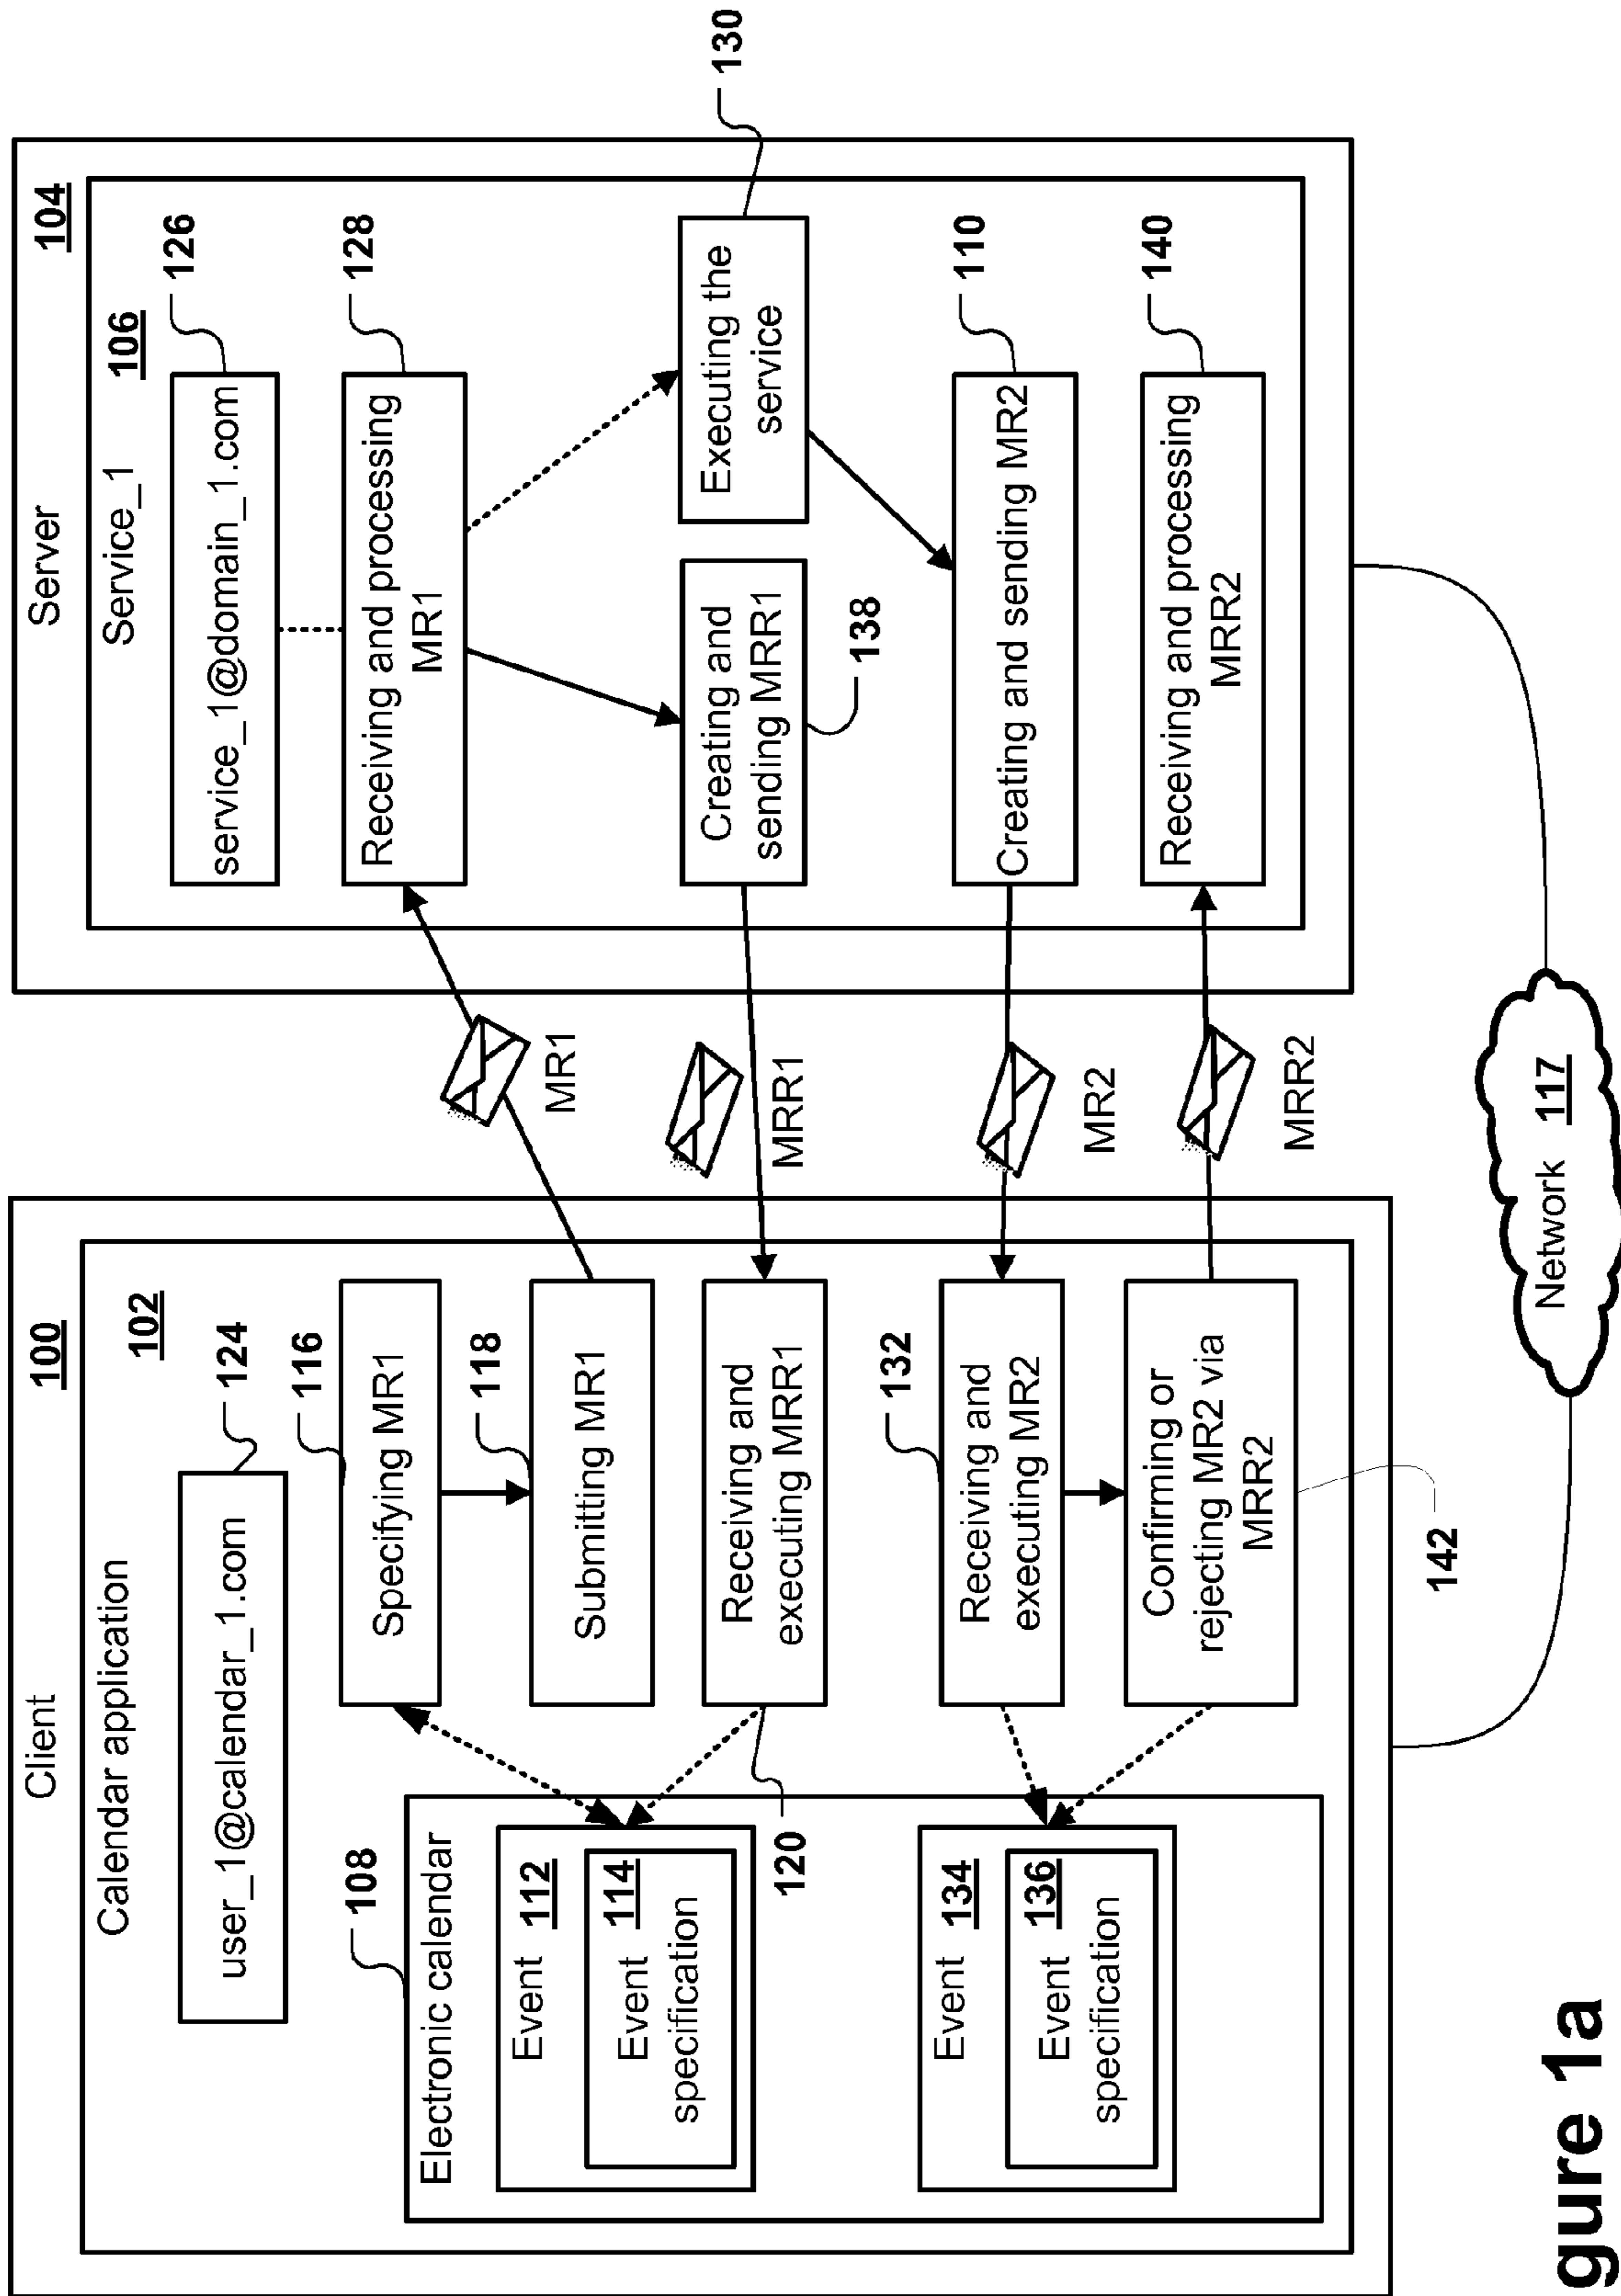 Client
100
Calendar application
102
user_1@calendar_1.com
124
108
Electronic calendar
Event 112
Event 114
specification
Event 134
Event 136
specification
116
Specifying MR1
118
Submitting MR1
Receiving and
executing MRR1
120
132
Receiving and
executing MR2
Confirming or
rejecting MR2 via
MRR2
142
MR1
MRR1
MR2
MRR2
Network 117
Server
104
Service_1
106
service_1@domain_1.com
126
Receiving and processing
MR1
128
Creating and
sending MRR1
138
Executing the
service
130
Creating and sending MR2
110
Receiving and processing
MRR2
140
gure 1a